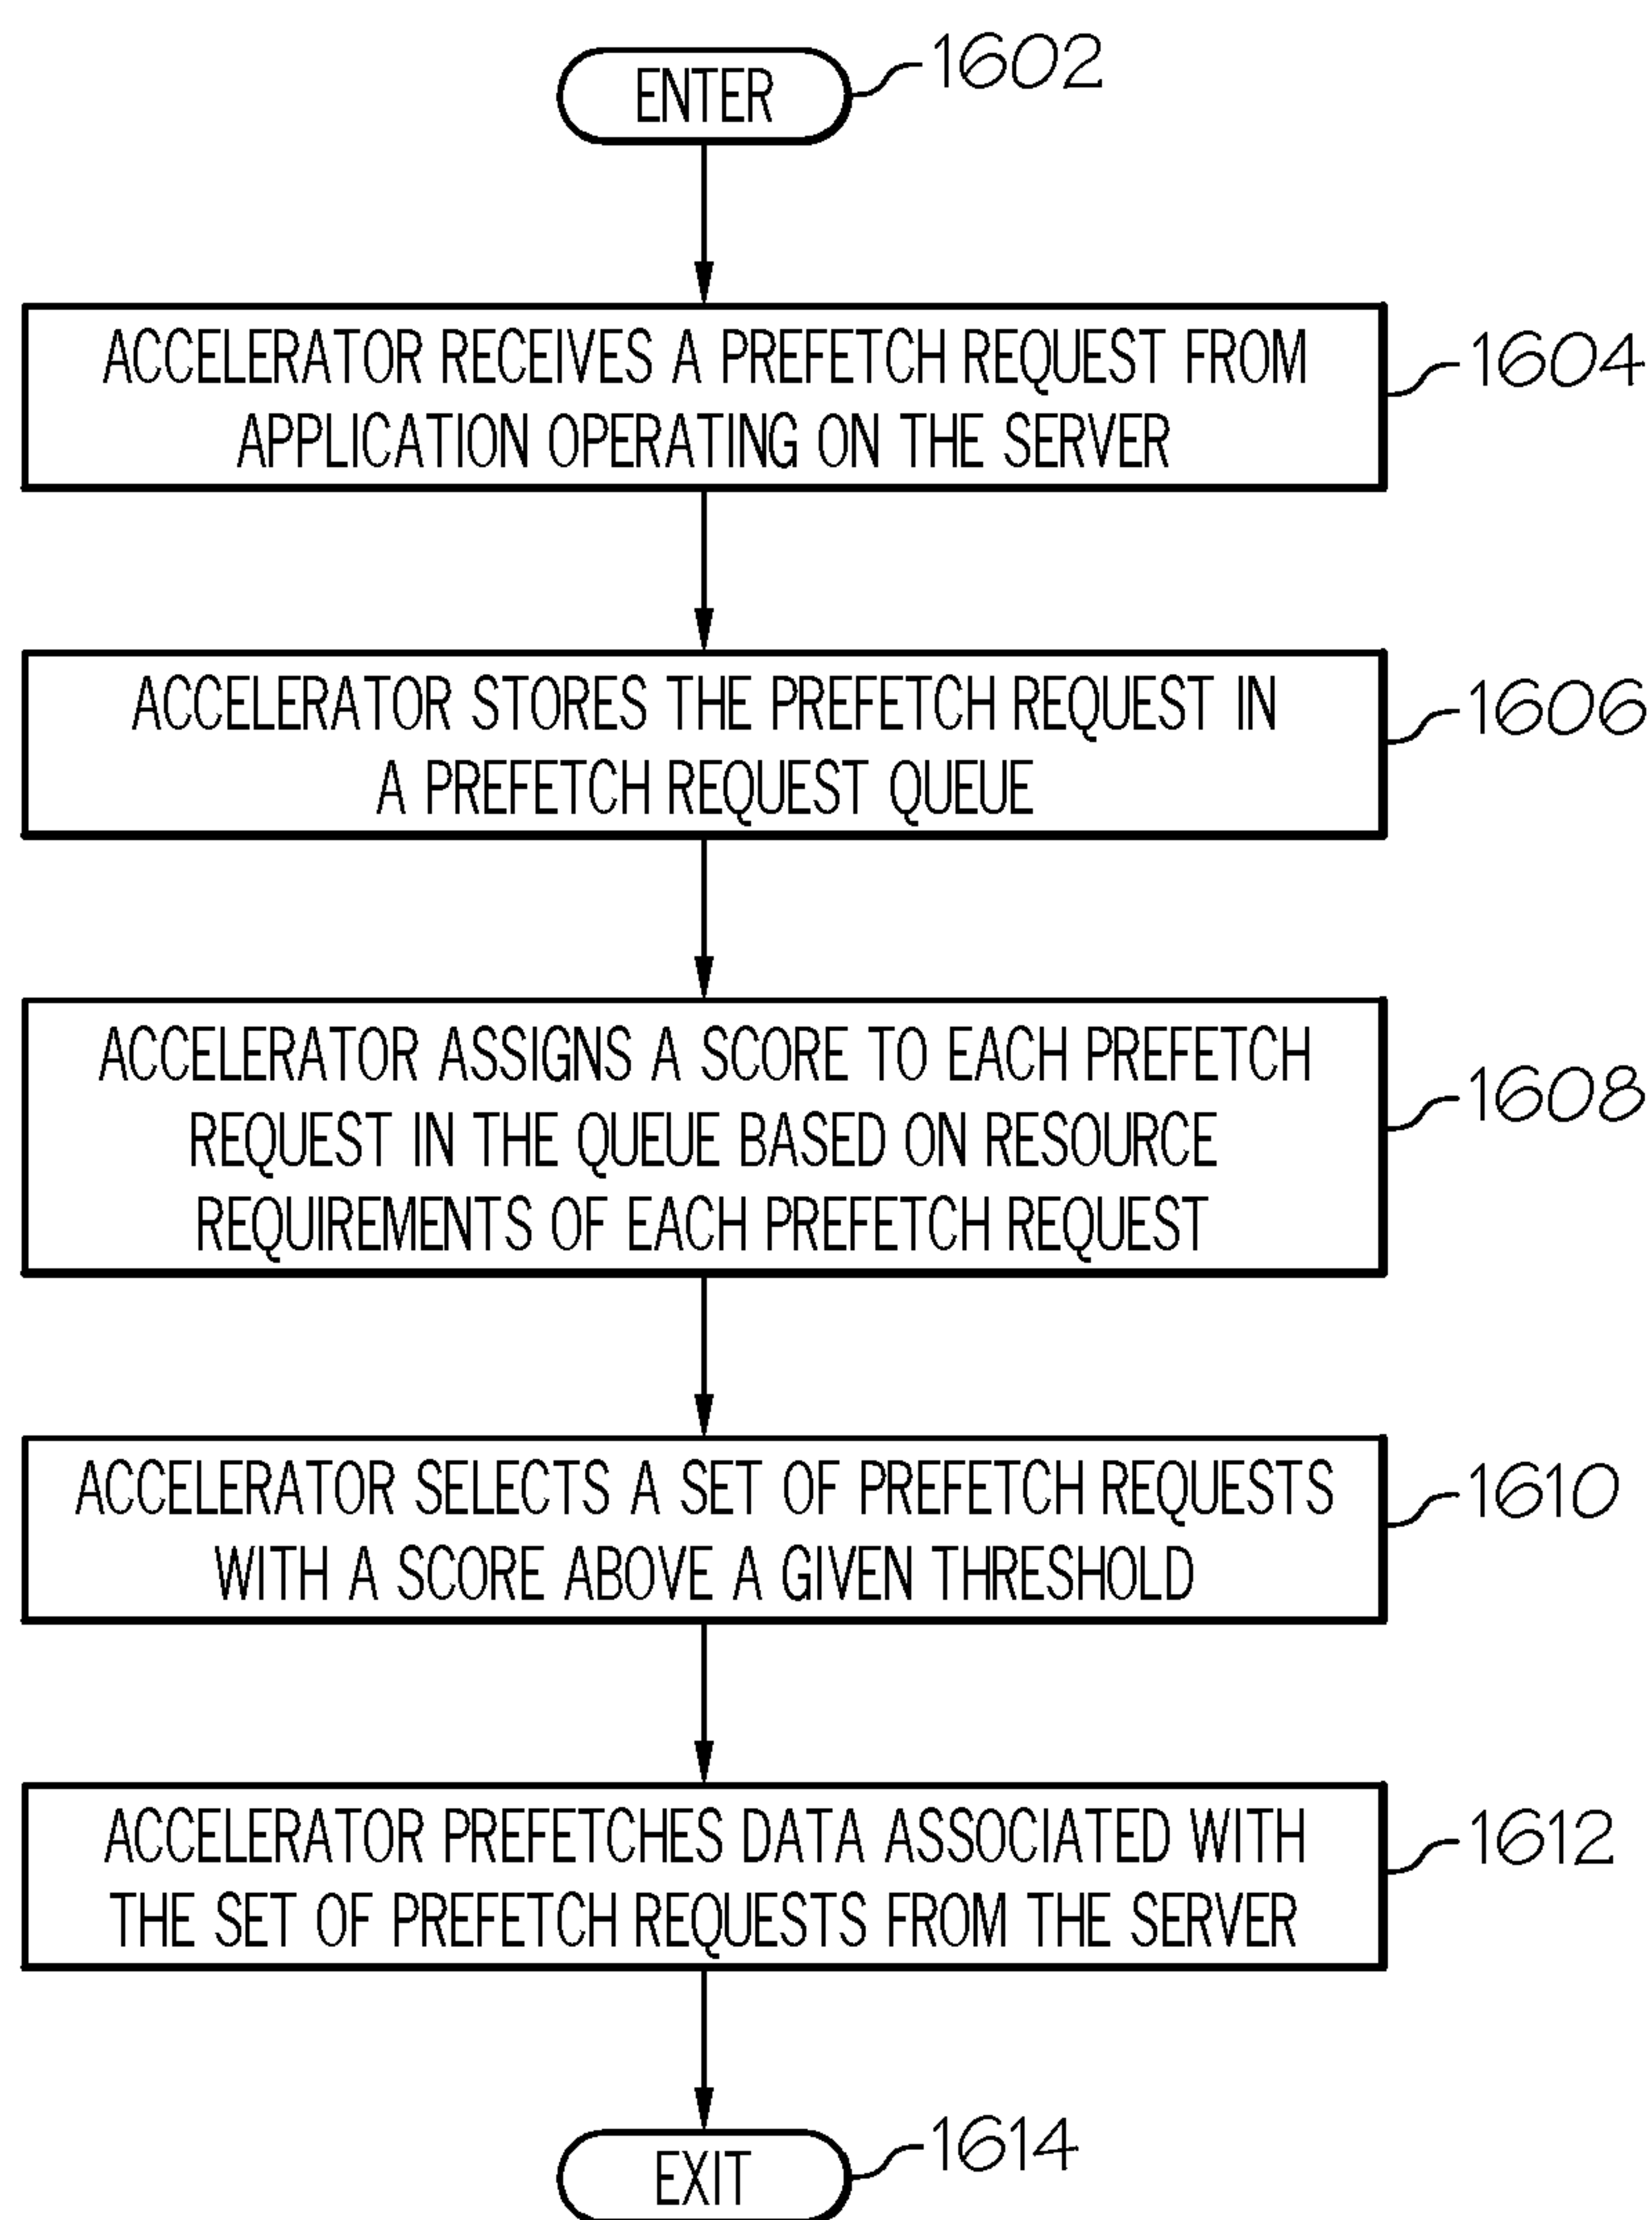 ENTER
1602
ACCELERATOR RECEIVES A PREFETCH REQUEST FROM
APPLICATION OPERATING ON THE SERVER
1604
ACCELERATOR STORES THE PREFETCH REQUEST IN
A PREFETCH REQUEST QUEUE
1606
ACCELERATOR ASSIGNS A SCORE TO EACH PREFETCH
REQUEST IN THE QUEUE BASED ON RESOURCE
REQUIREMENTS OF EACH PREFETCH REQUEST
1608
ACCELERATOR SELECTS A SET OF PREFETCH REQUESTS
WITH A SCORE ABOVE A GIVEN THRESHOLD
1610
ACCELERATOR PREFETCHES DATA ASSOCIATED WITH
THE SET OF PREFETCH REQUESTS FROM THE SERVER
1612
EXIT
1614